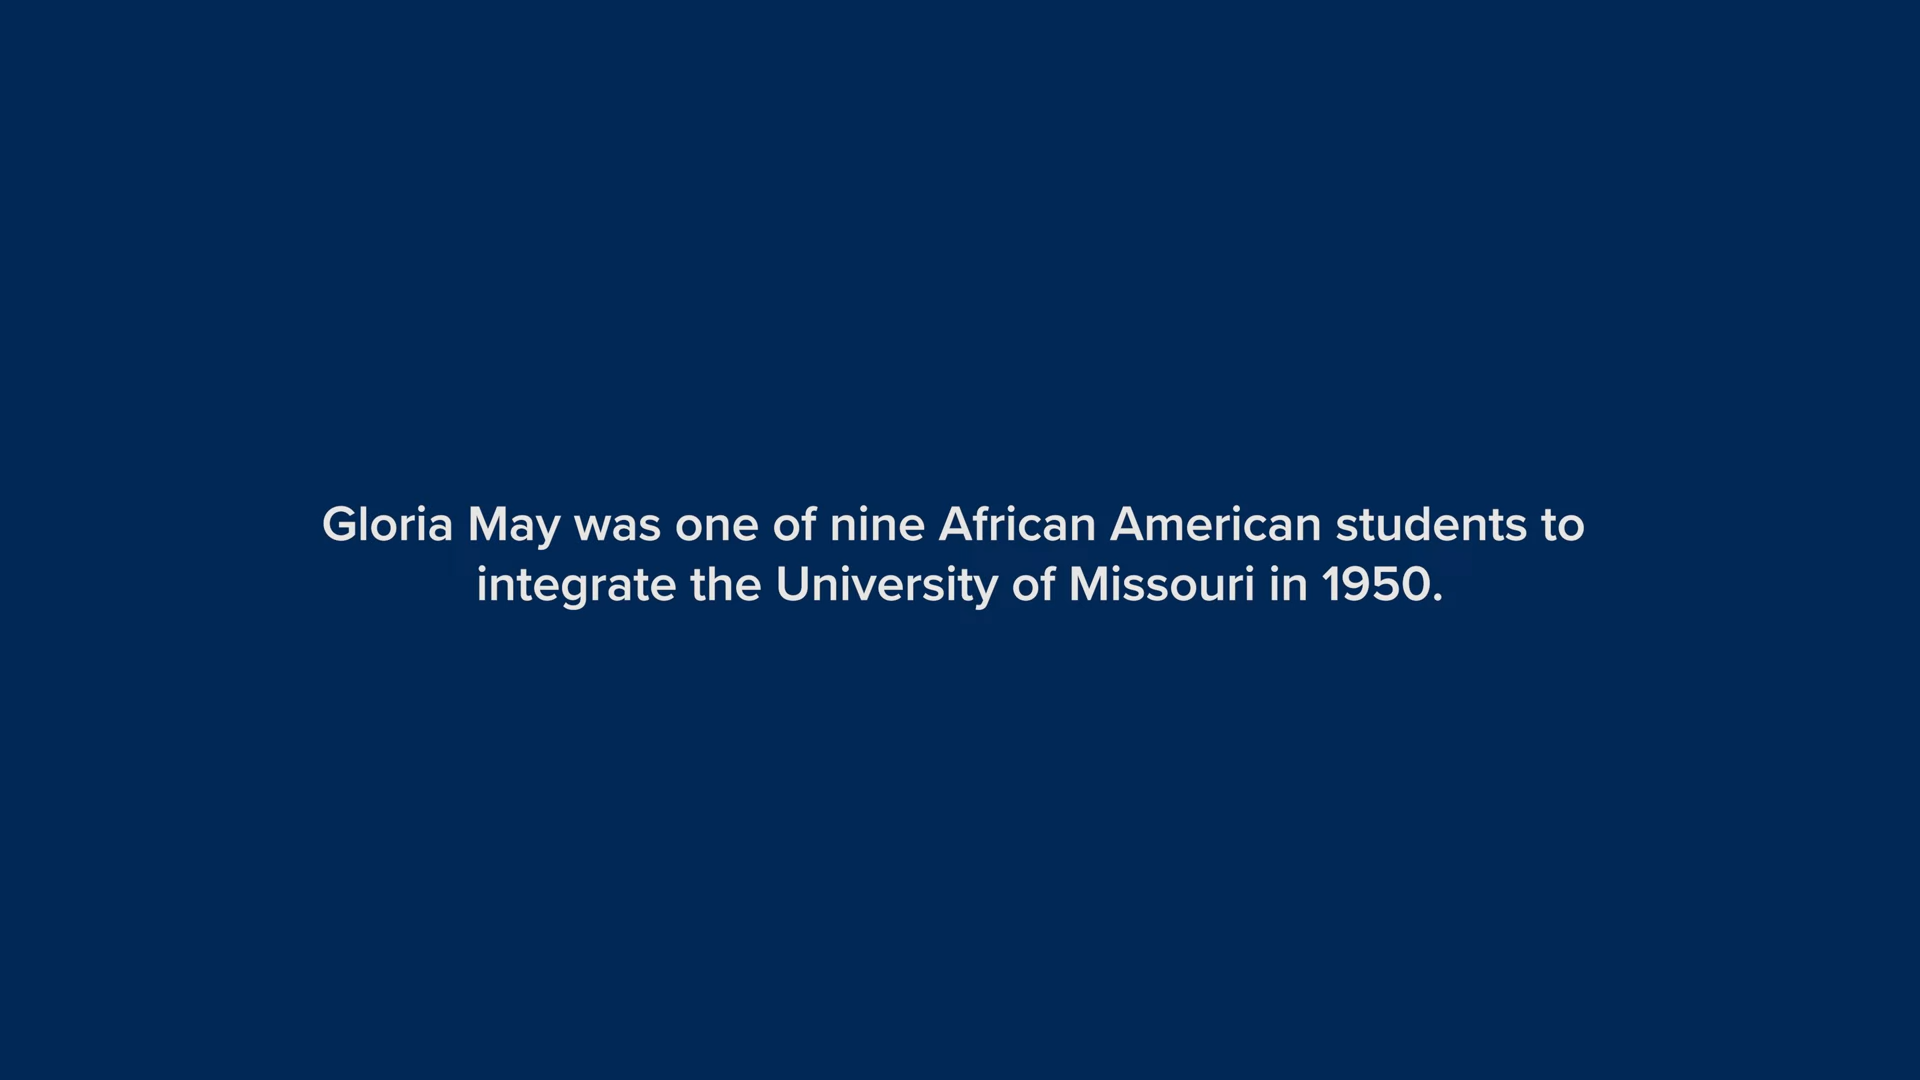 Gloria May was one of nine African American students to
integrate the University of Missouri in 1950.